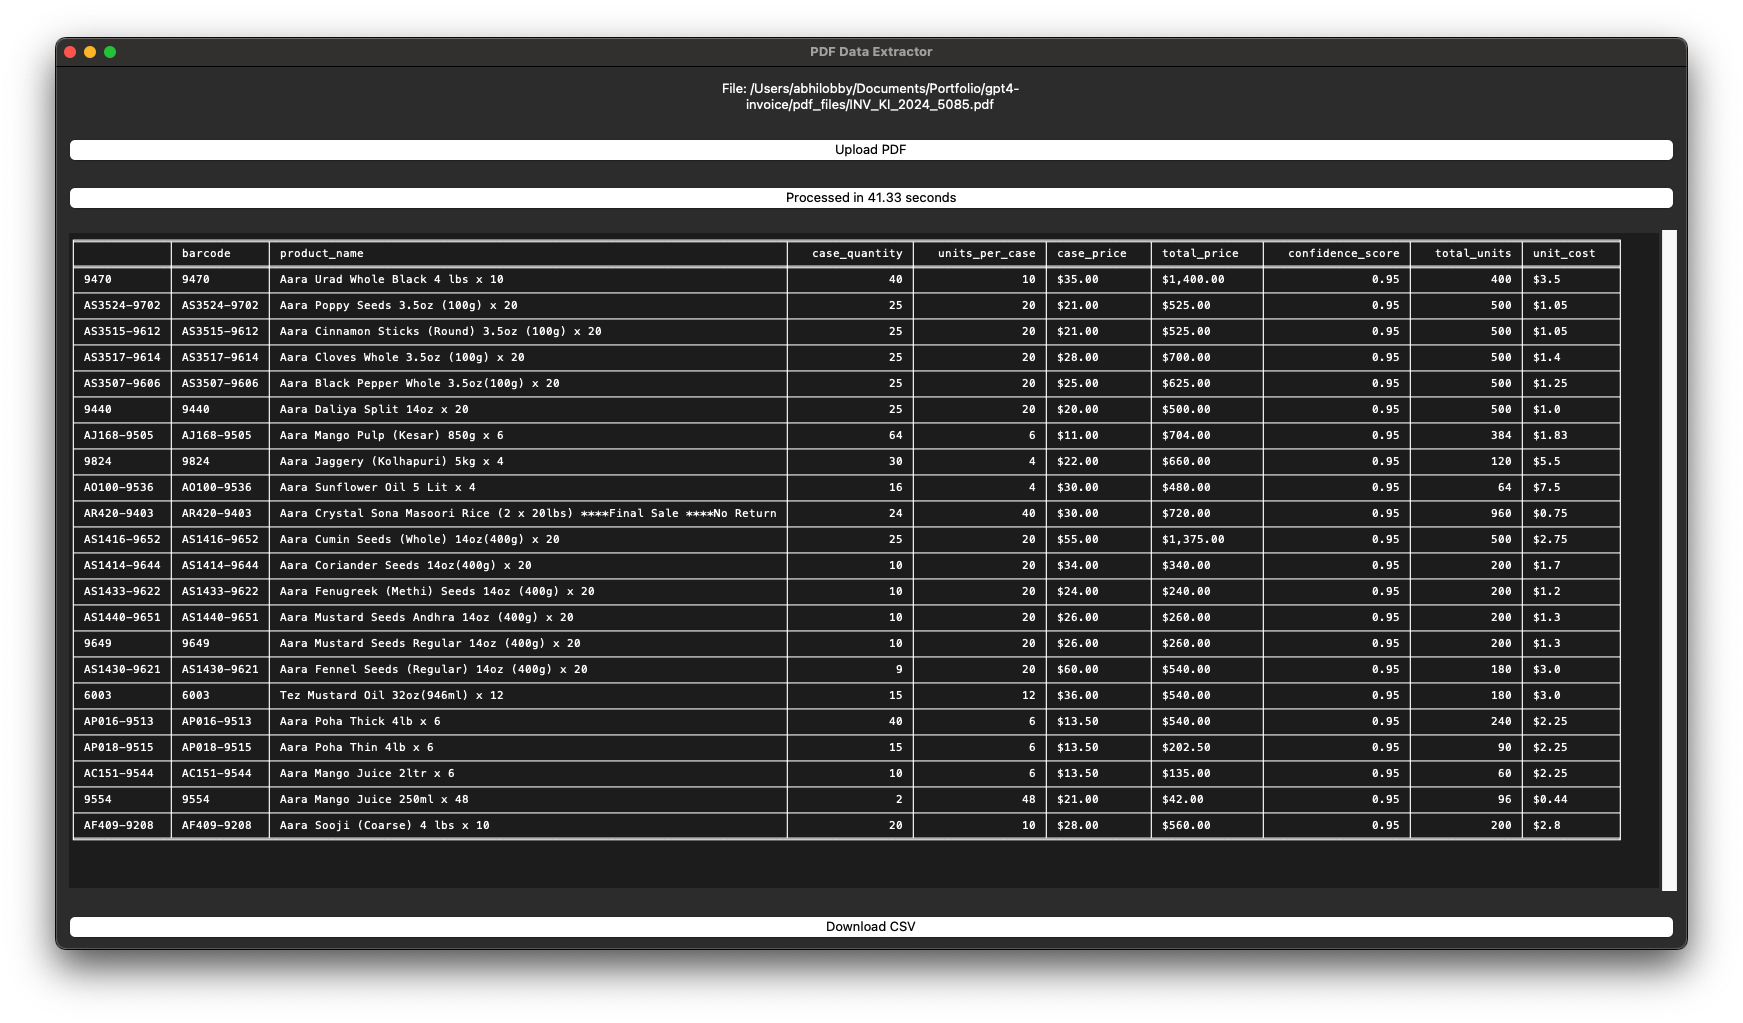 PDF Data Extractor
File: /Users/abhilobby/Documents/Portfolio/gpt4-
invoice/pdf_files/INV_KI_2024_5085.pdf
Upload PDF
Processed in 41.33 seconds
barcode product_name case_quantity units_per_case case_price total_price confidence_score total_units unit_cost
9470 9470 Aara Urad Whole Black 4 lbs x 10 40 10 $35.00 $1,400.00 0.95 400 $3.5
AS3524-9702 AS3524-9702 Aara Poppy Seeds 3.5oz (100g) x 20 25 20 $21.00 $525.00 0.95 500 $1.05
AS3515-9612 AS3515-9612 Aara Cinnamon Sticks (Round) 3.5oz (100g) x 20 25 20 $21.00 $525.00 0.95 500 $1.05
AS3517-9614 AS3517-9614 Aara Cloves Whole 3.5oz (100g) x 20 25 20 $28.00 $700.00 0.95 500 $1.4
AS3507-9606 AS3507-9606 Aara Black Pepper Whole 3.5oz(100g) x 20 25 20 $25.00 $625.00 0.95 500 $1.25
9440 9440 Aara Daliya Split 14oz x 20 25 20 $20.00 $500.00 0.95 500 $1.0
AJ168-9505 AJ168-9505 Aara Mango Pulp (Kesar) 850g x 6 64 6 $11.00 $704.00 0.95 384 $1.83
9824 9824 Aara Jaggery (Kolhapuri) 5kg x 4 30 4 $22.00 $660.00 0.95 120 $5.5
AO100-9536 AO100-9536 Aara Sunflower Oil 5 Lit x 4 16 4 $30.00 $480.00 0.95 64 $7.5
AR420-9403 AR420-9403 Aara Crystal Sona Masoori Rice (2 x 20lbs) ****Final Sale ****No Return 24 40 $30.00 $720.00 0.95 960 $0.75
AS1416-9652 AS1416-9652 Aara Cumin Seeds (Whole) 14oz(400g) x 20 25 20 $55.00 $1,375.00 0.95 500 $2.75
AS1414-9644 AS1414-9644 Aara Coriander Seeds 14oz(400g) x 20 10 20 $34.00 $340.00 0.95 200 $1.7
AS1433-9622 AS1433-9622 Aara Fenugreek (Methi) Seeds 14oz (400g) x 20 10 20 $24.00 $240.00 0.95 200 $1.2
AS1440-9651 AS1440-9651 Aara Mustard Seeds Andhra 14oz (400g) x 20 10 20 $26.00 $260.00 0.95 200 $1.3
9649 9649 Aara Mustard Seeds Regular 14oz (400g) x 20 10 20 $26.00 $260.00 0.95 200 $1.3
AS1430-9621 AS1430-9621 Aara Fennel Seeds (Regular) 14oz (400g) x 20 9 20 $60.00 $540.00 0.95 180 $3.0
6003 6003 Tez Mustard Oil 32oz(946ml) x 12 15 12 $36.00 $540.00 0.95 180 $3.0
AP016-9513 AP016-9513 Aara Poha Thick 4lb x 6 40 6 $13.50 $540.00 0.95 240 $2.25
AP018-9515 AP018-9515 Aara Poha Thin 4lb x 6 15 6 $13.50 $202.50 0.95 90 $2.25
AC151-9544 AC151-9544 Aara Mango Juice 2ltr x 6 10 6 $13.50 $135.00 0.95 60 $2.25
9554 9554 Aara Mango Juice 250ml x 48 2 48 $21.00 $42.00 0.95 96 $0.44
AF409-9208 AF409-9208 Aara Sooji (Coarse) 4 lbs x 10 20 10 $28.00 $560.00 0.95 200 $2.8
Download CSV